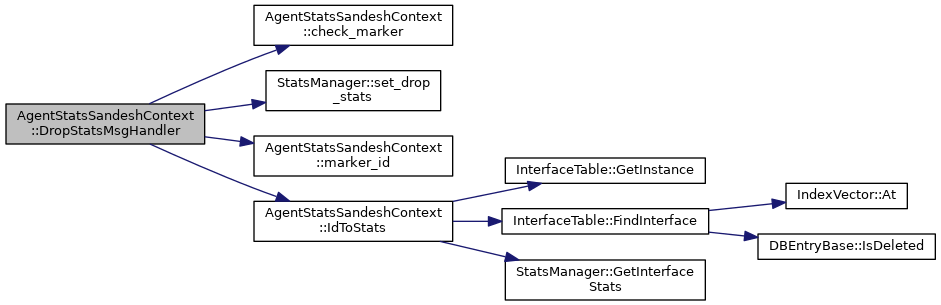 AgentStatsSandeshContext
::check_marker
StatsManager::set_drop
_stats
AgentStatsSandeshContext
::DropStatsMsgHandler
AgentStatsSandeshContext
::marker_id
AgentStatsSandeshContext
::IdToStats
InterfaceTable::GetInstance
InterfaceTable::FindInterface
StatsManager::GetInterface
Stats
IndexVector::At
DBEntryBase::IsDeleted